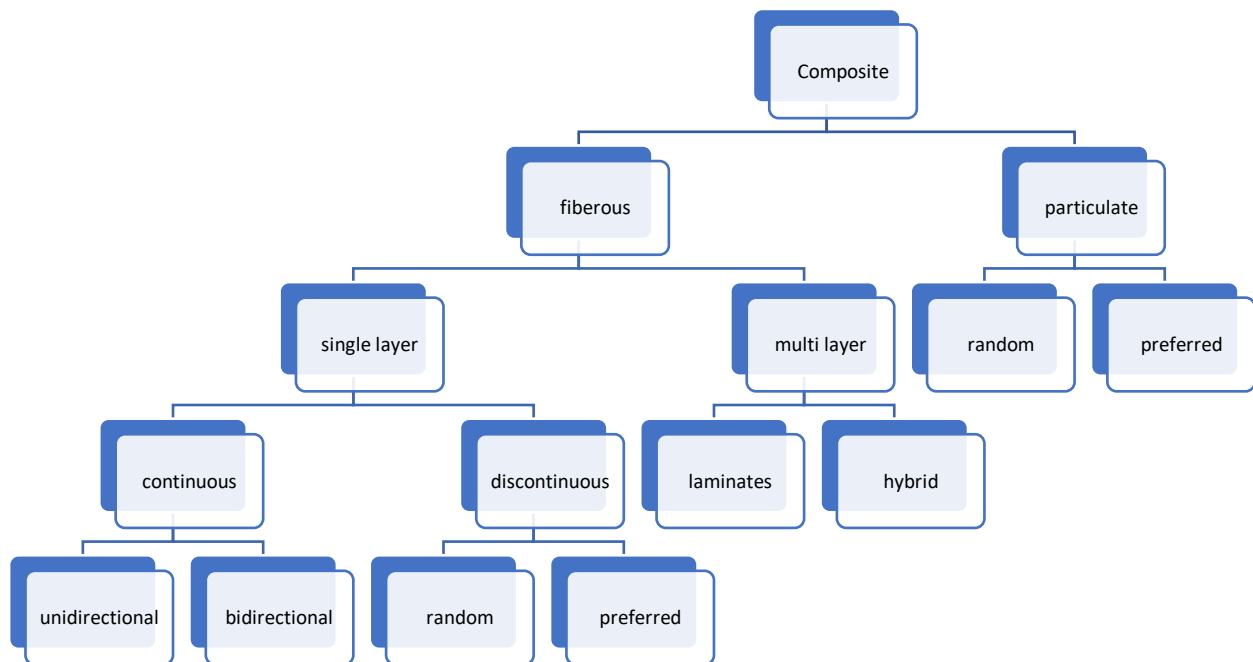 Composite
fiberous
particulate
single layer
multi layer
random
preferred
continuous
discontinuous
laminates
hybrid
unidirectional
bidirectional
random
preferred